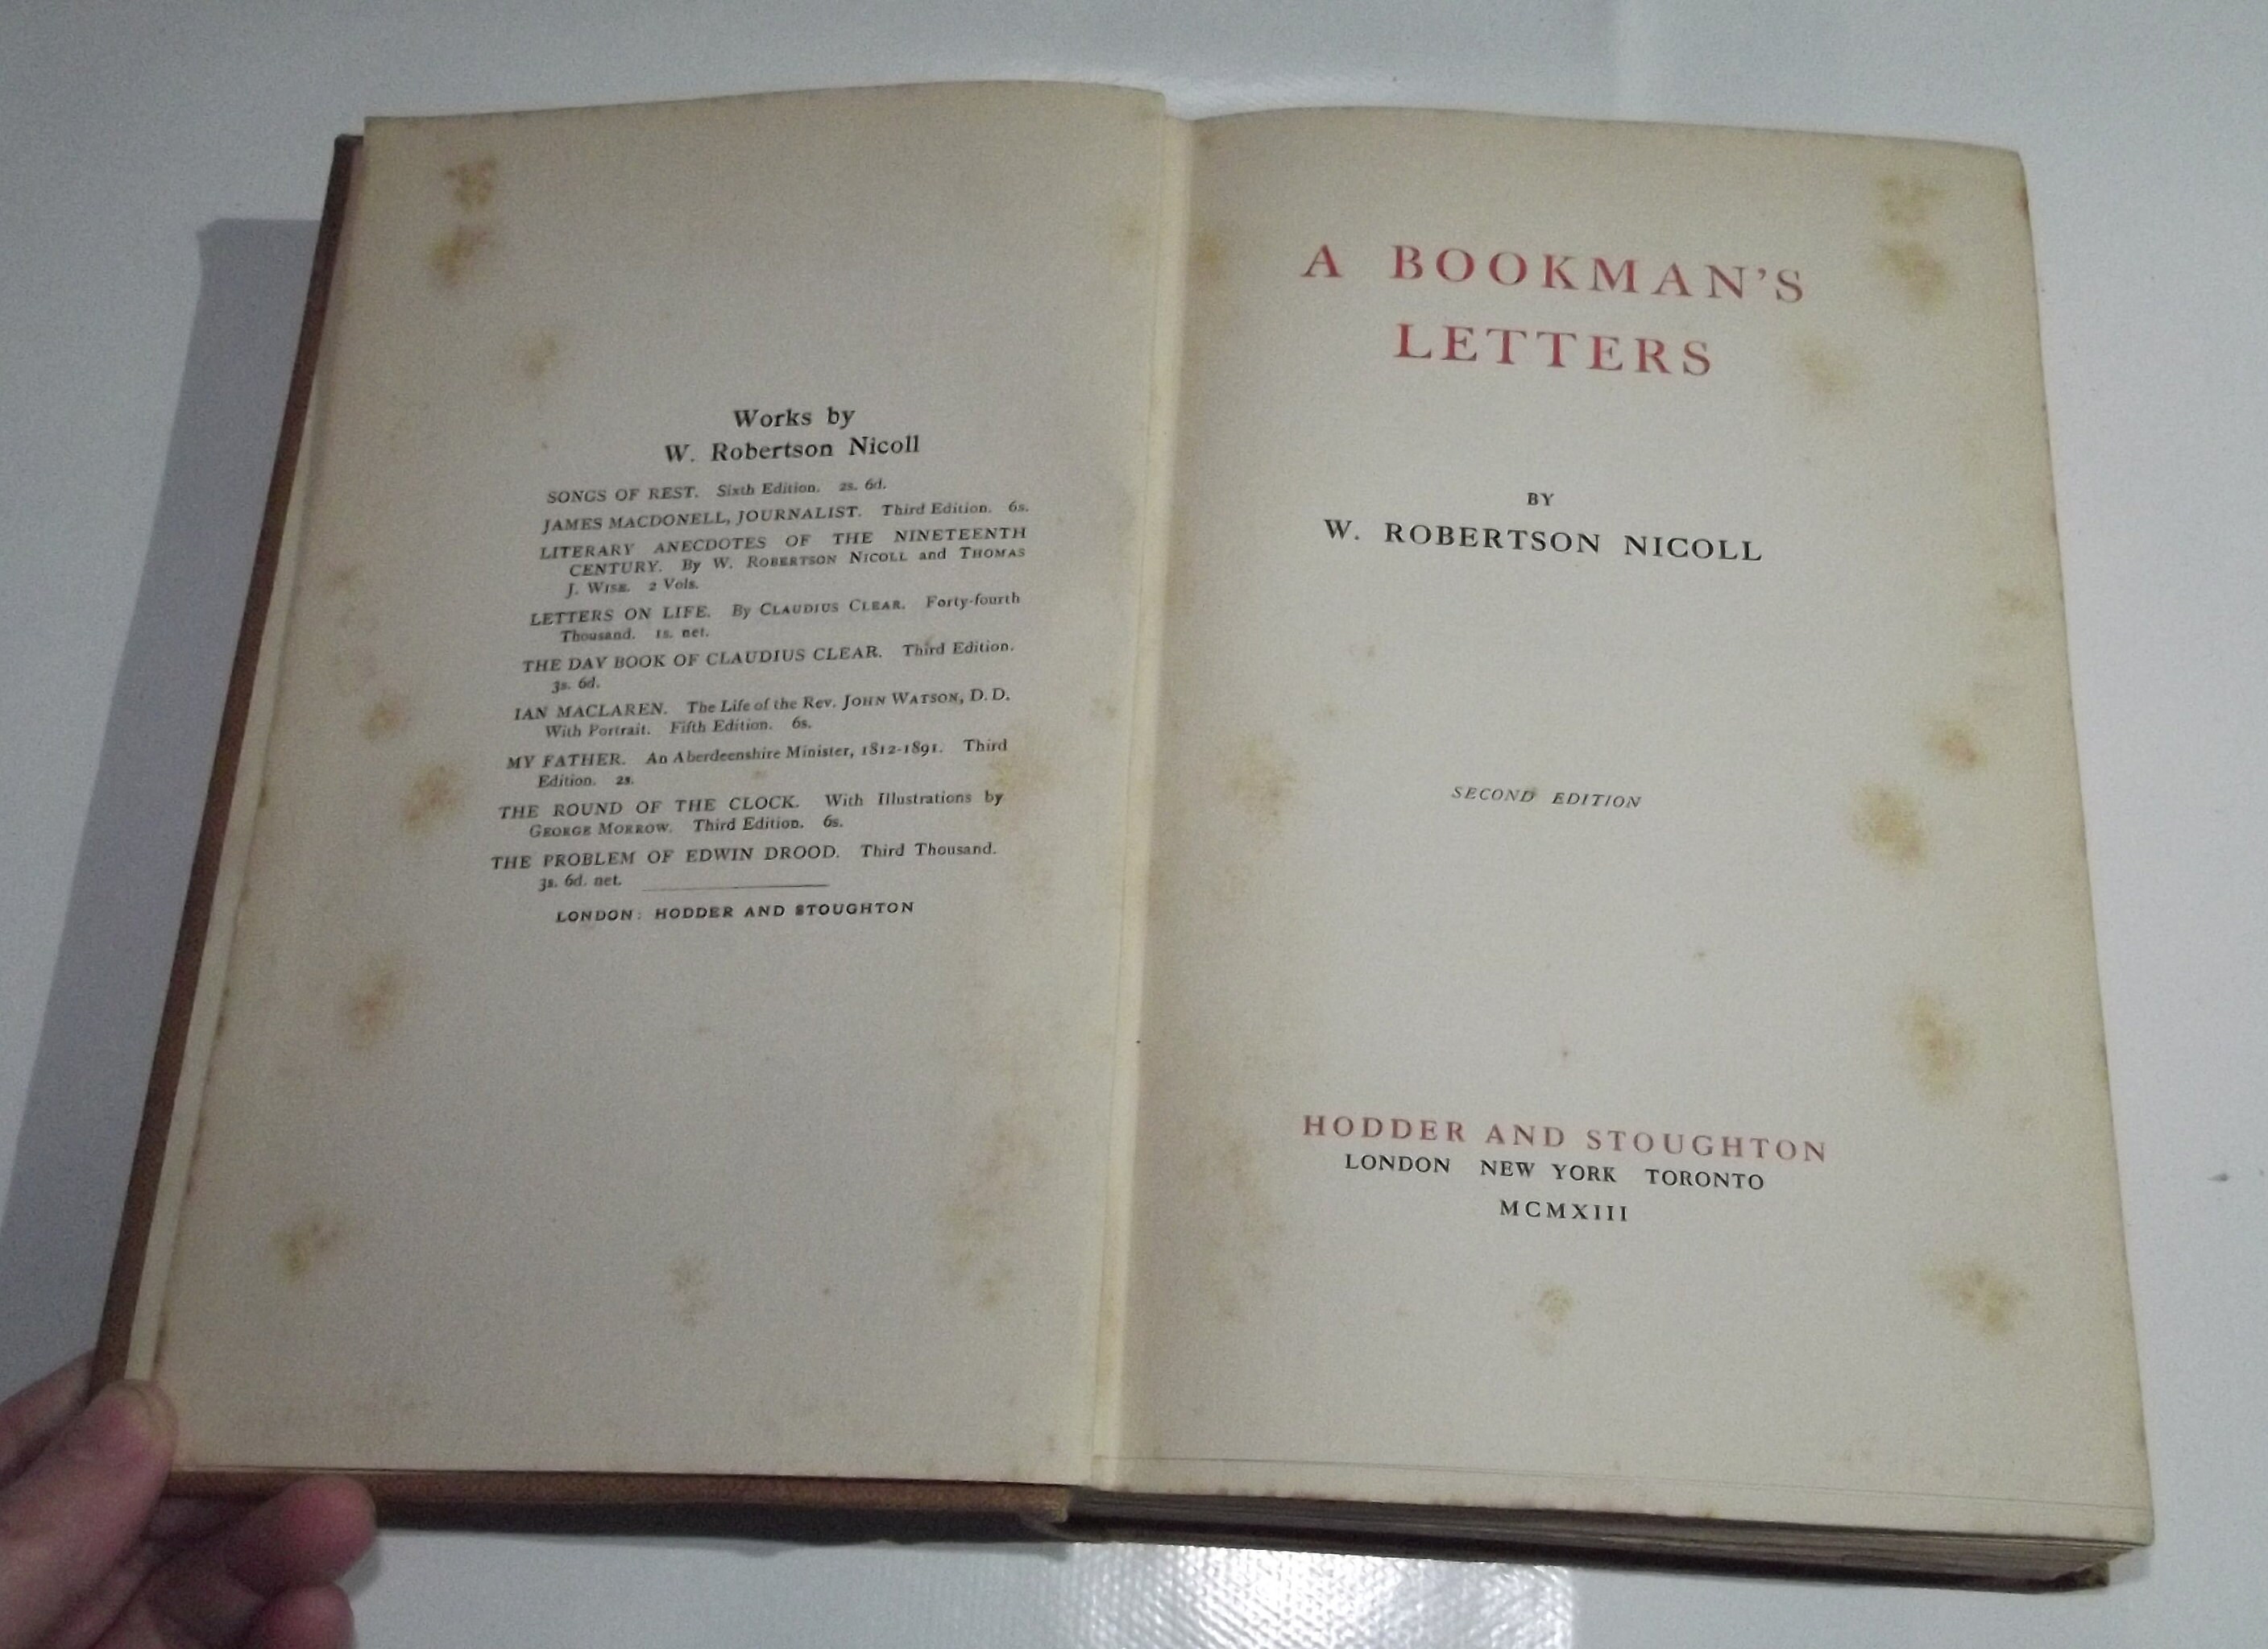 Works by
W. Robertson Nicoll
SONGS OF REST. Sixth Edition. 2s. 6d.
JAMES MACDONELL, JOURNALIST. Third Edition. 6s.
LITERARY ANECDOTES OF THE NINETEENTH
CENTURY. By W. ROBERTSON NICOLL and THOMAS
J. WISE. 2 Vols.
LETTERS ON LIFE. By CLAUDIUS CLEAR. Forty-fourth
Thousand. 1s. net.
THE DAY BOOK OF CLAUDIUS CLEAR. Third Edition.
3s. 6d.
IAN MACLAREN. The Life of the Rev. JOHN WATSON, D.D.
With Portrait. Fifth Edition. 6s.
MY FATHER. An Aberdeenshire Minister, 1812-1891. Third
Edition. 2s.
THE ROUND OF THE CLOCK. With Illustrations by
GEORGE MORROW. Third Edition. 6s.
THE PROBLEM OF EDWIN DROOD. Third Thousand.
3s. 6d. net.
LONDON: HODDER AND STOUGHTON
A BOOKMAN'S
LETTERS
BY
W. ROBERTSON NICOLL
SECOND EDITION
HODDER AND STOUGHTON
LONDON NEW YORK TORONTO
MCMXIII